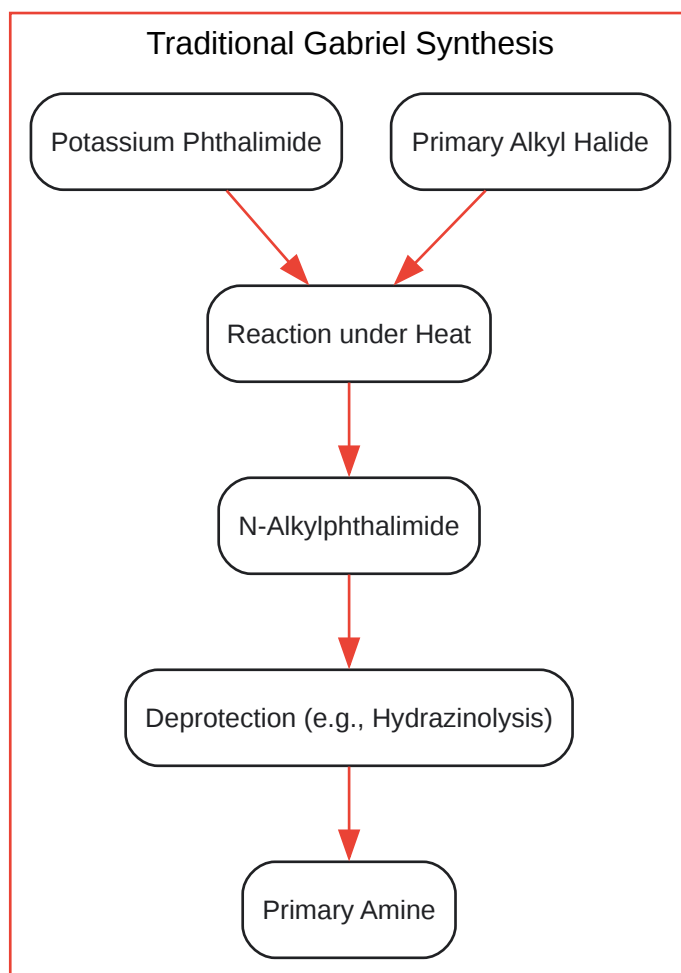 Traditional Gabriel Synthesis
Potassium Phthalimide
Primary Alkyl Halide
Reaction under Heat
N-Alkylphthalimide
Deprotection (e.g., Hydrazinolysis)
Primary Amine